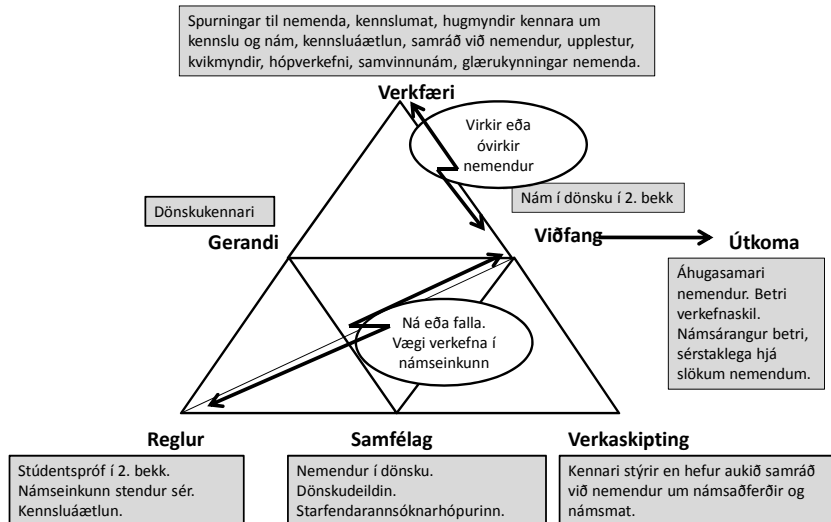 Spurningar til nemenda, kennslumat, hugmyndir kennara um
kennslu og nám, kennsluáætlun, samráð við nemendur, upplestur,
kvikmyndir, hópverkefni, samvinnunám, glærukynningar nemenda.
Verkfæri
Virkir eða
óvirkir
nemendur
Dönskukennari
Nám í dönsku í 2. bekk
Gerandi
Viðfang
Útkoma
Áhugasamari
nemendur. Betri
verkefnaskil.
Námsárangur betri,
sérstaklega hjá
slökum nemendum.
Ná eða falla.
Vægi verkefna í
námseinkunn
Reglur
Samfélag
Verkaskipting
Stúdentspróf í 2. bekk.
Námseinkunn stendur sér.
Kennsluáætlun.
Nemendur í dönsku.
Dönskudeildin.
Starfendarannsóknarhópurinn.
Kennari stýrir en hefur aukið samráð
við nemendur um námsaðferðir og
námsmat.